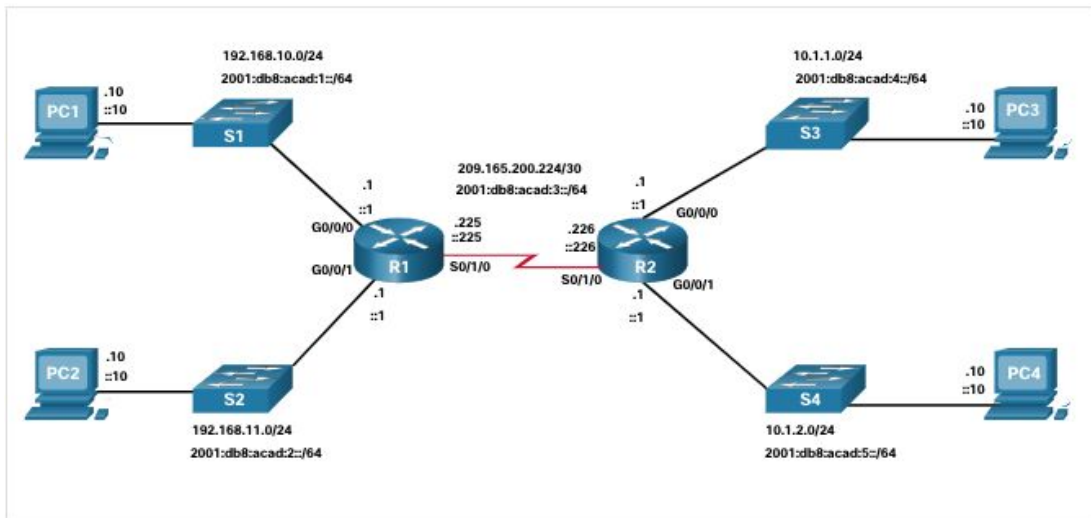 192.168.10.0/24
2001:db8:acad:1::/64
10.1.1.0/24
2001:db8:acad:4::/64
PC1
.10
::10
S1
S3
.10
::10
PC3
209.165.200.224/30
2001:db8:acad:3::/64
.1
::1
G0/0/0
.225
::225
R1
S0/1/0
G0/0/1
.1
::1
.1
::1
G0/0/0
.226
::226
R2
S0/1/0
G0/0/1
.1
::1
PC2
.10
::10
S2
192.168.11.0/24
2001:db8:acad:2::/64
S4
.10
::10
PC4
10.1.2.0/24
2001:db8:acad:5::/64